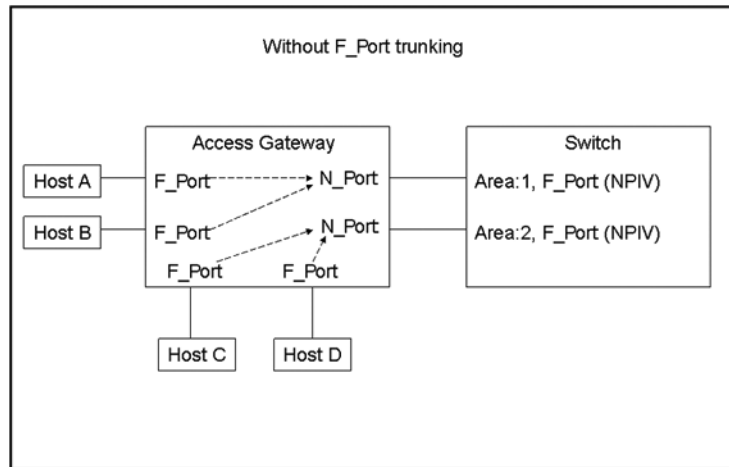 Without F_Port trunking
Access Gateway
Switch
Host A
F_Port
N_Port
Area:1, F_Port (NPIV)
Host B
F_Port
N_Port
Area:2, F_Port (NPIV)
F_Port
F_Port
Host C
Host D